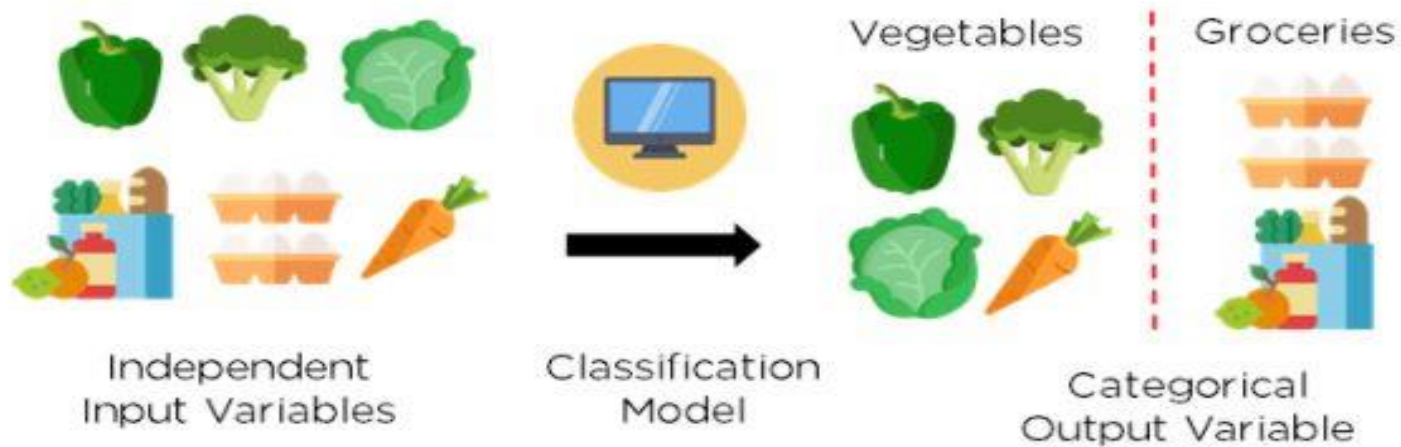 Vegetables
Groceries
Independent
Input Variables
Classification
Model
Categorical
Output Variable